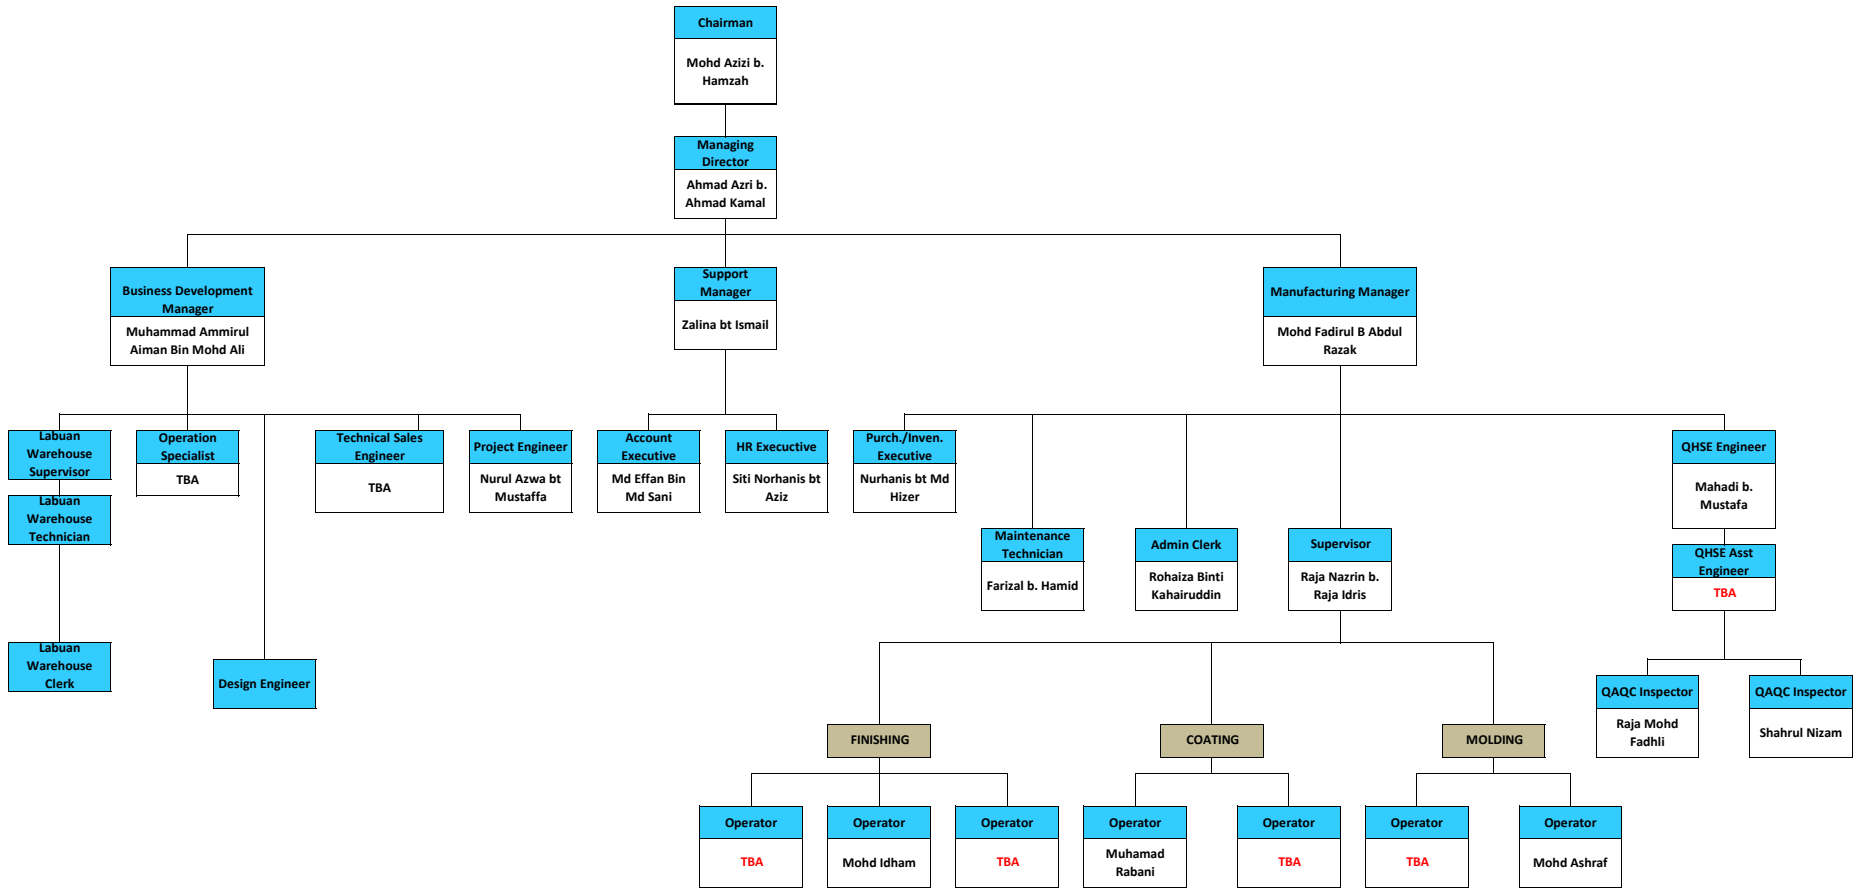 Chairman
Mohd Azizi b.
Hamzah
Managing
Director
Ahmad Azri b.
Ahmad Kamal
Business Development
Manager
Muhammad Ammirul
Aiman Bin Mohd Ali
Support
Manager
Zalina bt Ismail
Manufacturing Manager
Mohd Fadirul B Abdul
Razak
Labuan
Warehouse
Supervisor
Labuan
Warehouse
Technician
Labuan
Warehouse
Clerk
Operation
Specialist
TBA
Design Engineer
Technical Sales
Engineer
TBA
Project Engineer
Nurul Azwa bt
Mustaffa
Account
Executive
Md Effan Bin
Md Sani
HR Execuctive
Siti Norhanis bt
Aziz
Purch./Inven.
Executive
Nurhanis bt Md
Hizer
Maintenance
Technician
Farizal b. Hamid
Admin Clerk
Rohaiza Binti
Kahairuddin
Supervisor
Raja Nazrin b.
Raja Idris
QHSE Engineer
Mahadi b.
Mustafa
QHSE Asst
Engineer
TBA
QAQC Inspector
Raja Mohd
Fadhli
QAQC Inspector
Shahrul Nizam
FINISHING
COATING
MOLDING
Operator
TBA
Operator
Mohd Idham
Operator
TBA
Operator
Muhamad
Rabani
Operator
TBA
Operator
TBA
Operator
Mohd Ashraf